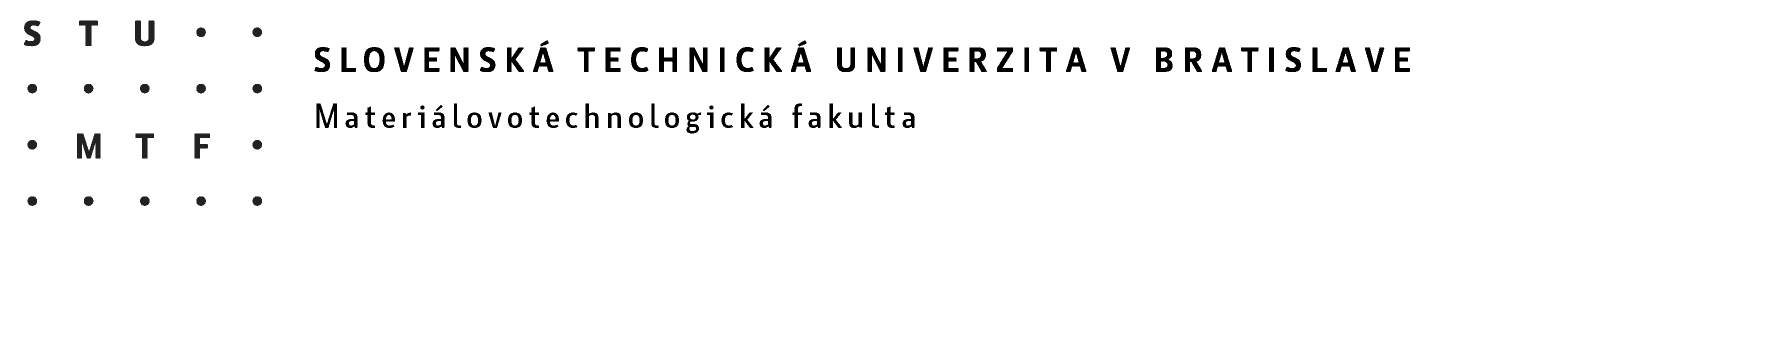 S T U • •
• • • • •
• M T F •
• • • • •
SLOVENSKÁ TECHNICKÁ UNIVERZITA V BRATISLAVE
Materiálovotechnologická fakulta